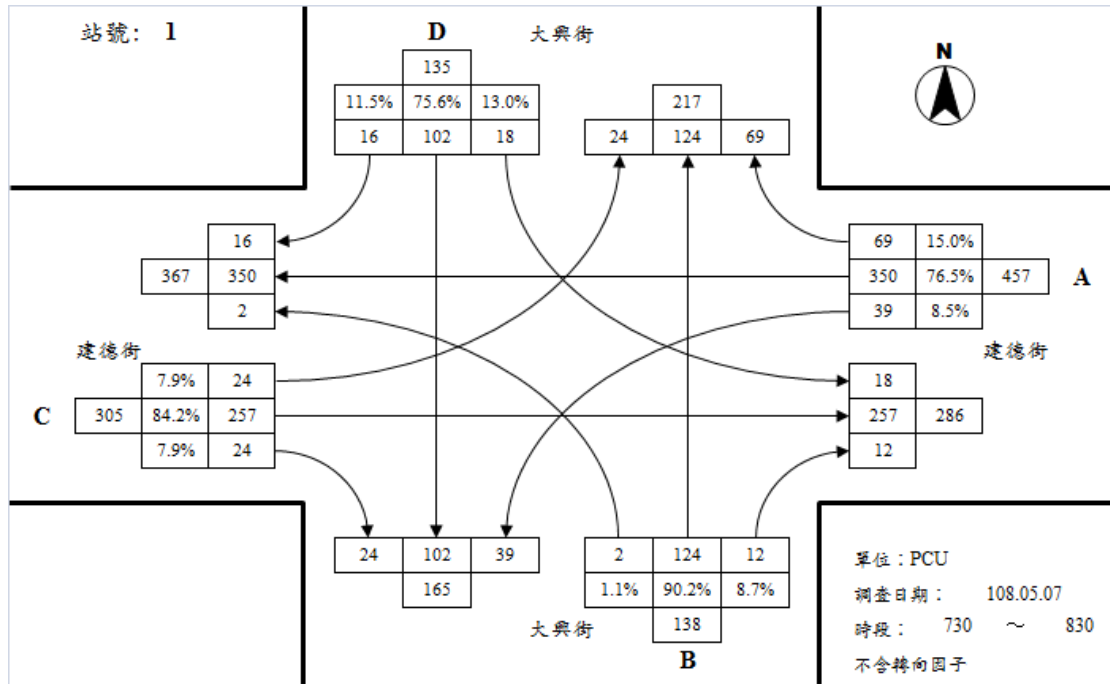 站號： 1
D 大興街
N
135
11.5% 75.6% 13.0%
16 102 18
217
24 124 69
16
367 350
2
69 15.0%
350 76.5% 457
39 8.5%
A
建德街
建德街
7.9% 24
C 305 84.2% 257
7.9% 24
18
257 286
12
24 102 39
165
2 124 12
1.1% 90.2% 8.7%
138
大興街
B
單位：PCU
調查日期： 108.05.07
時段： 730 ～ 830
不含轉向因子